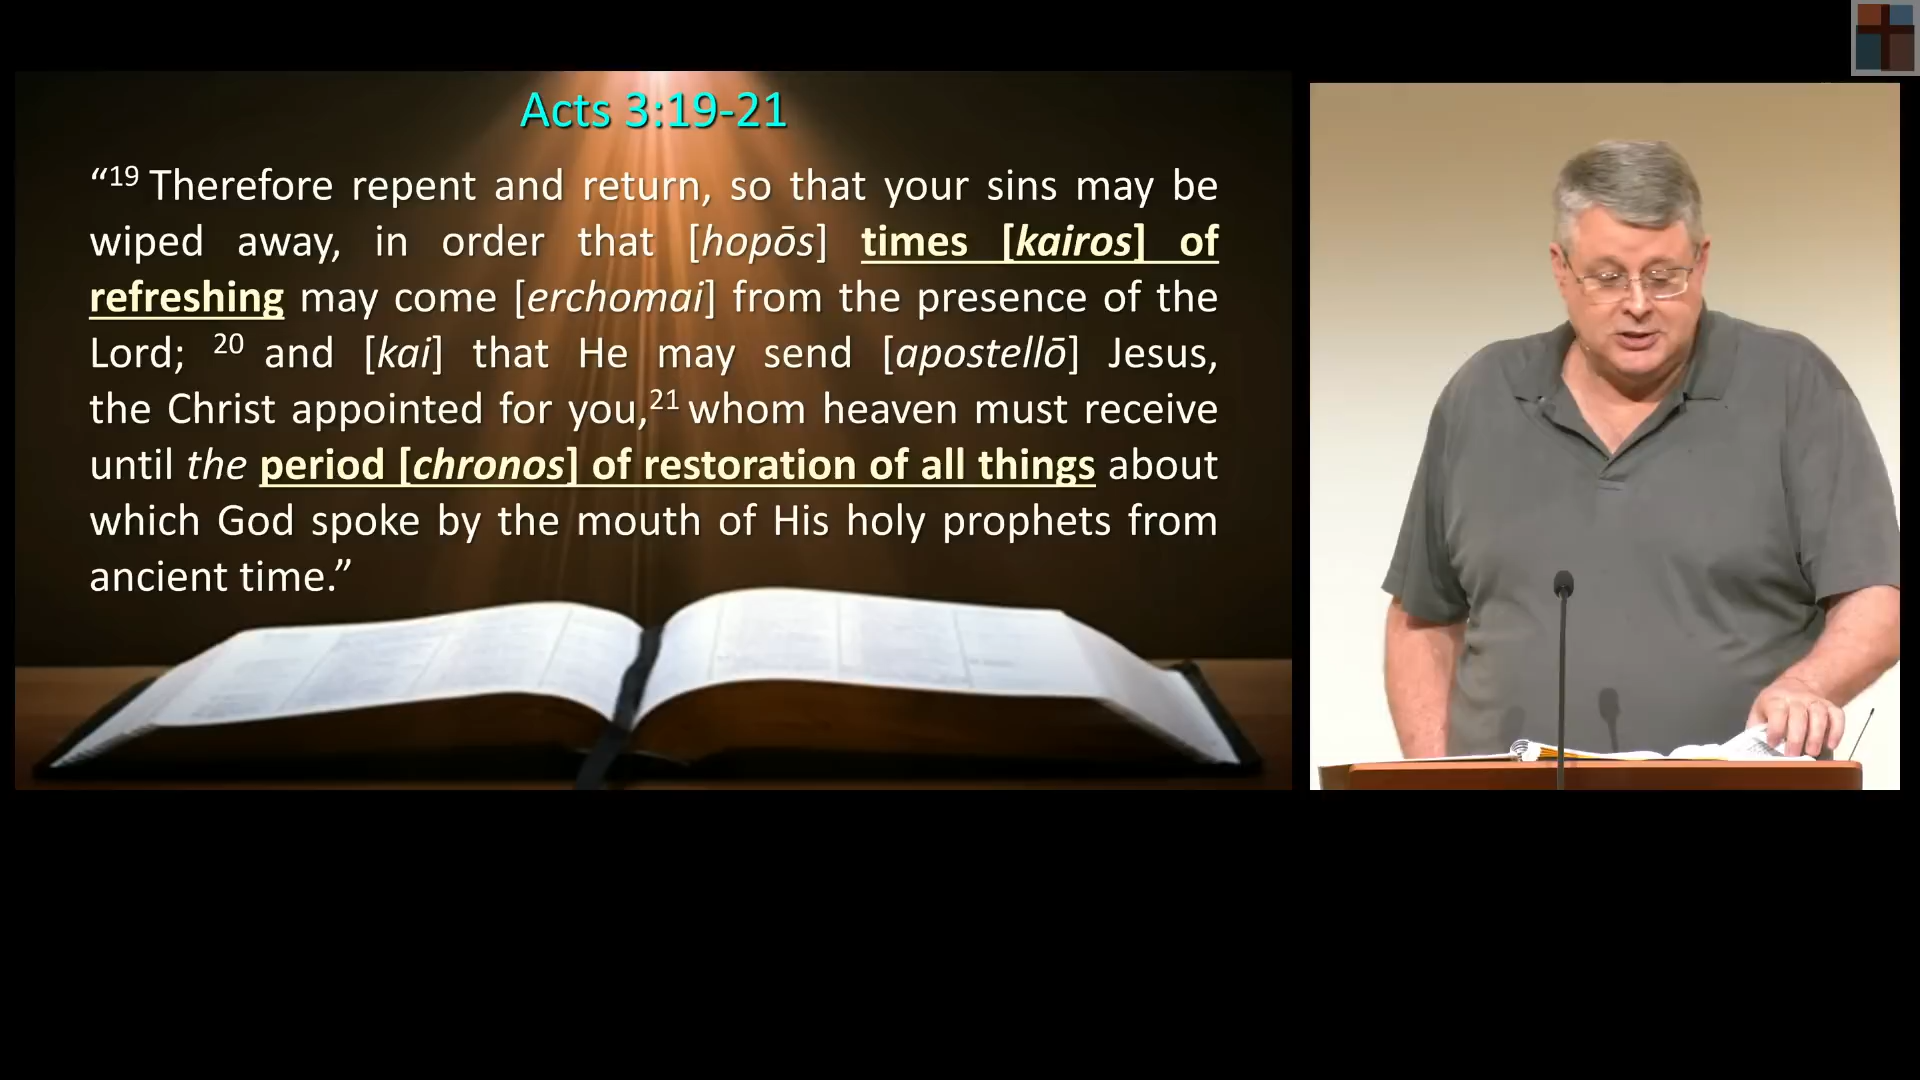 Acts 3:19-21
“19 Therefore repent and return, so that your sins may be
wiped away, in order that [hopōs] times [kairos] of
refreshing may come [erchomai] from the presence of the
Lord; 20 and [kai] that He may send [apostellō] Jesus,
the Christ appointed for you,21 whom heaven must receive
until the period [chronos] of restoration of all things about
which God spoke by the mouth of His holy prophets from
ancient time.”